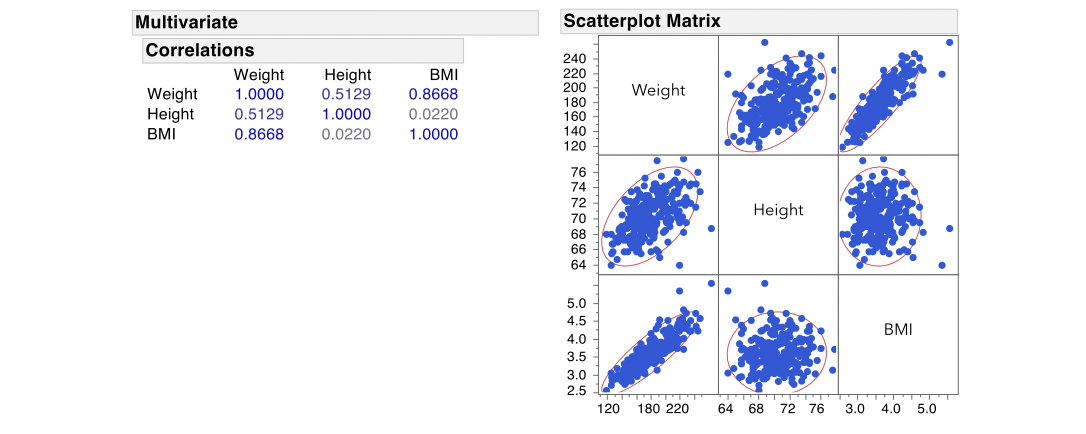 Multivariate
Correlations
Weight Height BMI
Weight 1.0000 0.5129 0.8668
Height 0.5129 1.0000 0.0220
BMI 0.8668 0.0220 1.0000
Scatterplot Matrix
240
220
200
180
160
140
120
Weight
76
74
72
70
68
66
64
Height
5.0
4.5
4.0
3.5
3.0
2.5
BMI
120 180 220 64 68 72 76 3.0 4.0 5.0